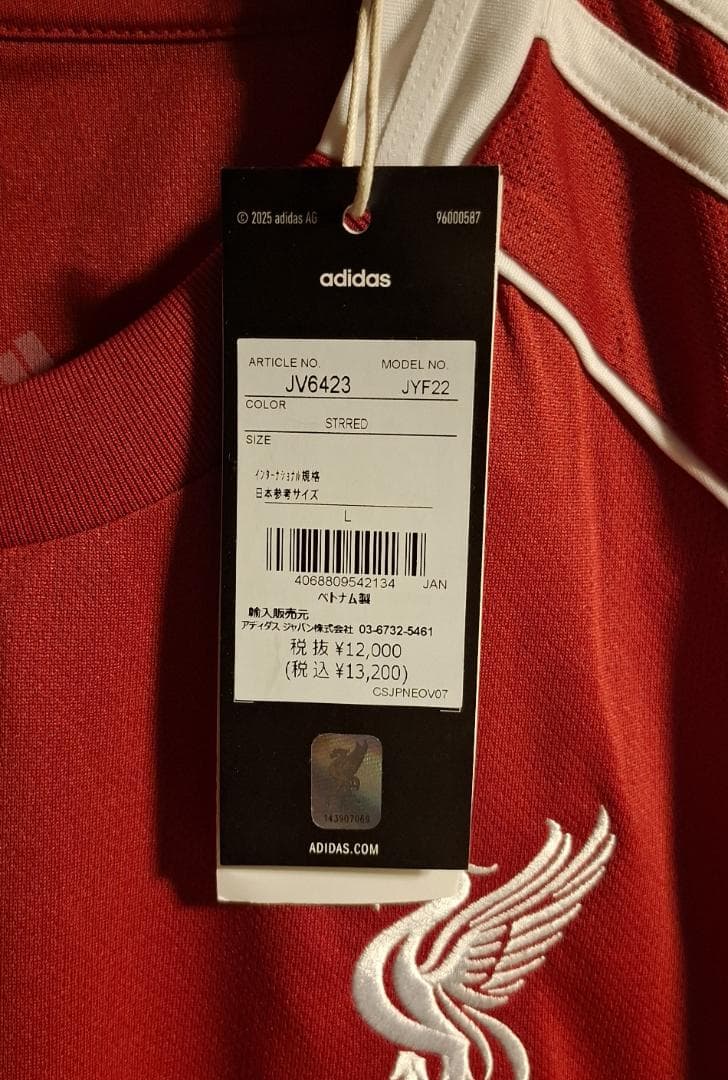 © 2025 adidas AG 96000587
adidas
ARTICLE NO. MODEL NO.
JV6423 JYF22
COLOR
STRRED
SIZE
インターナショナル規格
日本参考サイズ
L
4068809542134 JAN
ベトナム製
輸入販売元
アディダス ジャパン株式会社 03-6732-5461
税抜 ¥12,000
(税込 ¥13,200)
CSJPNEOV07
143907069
ADIDAS.COM